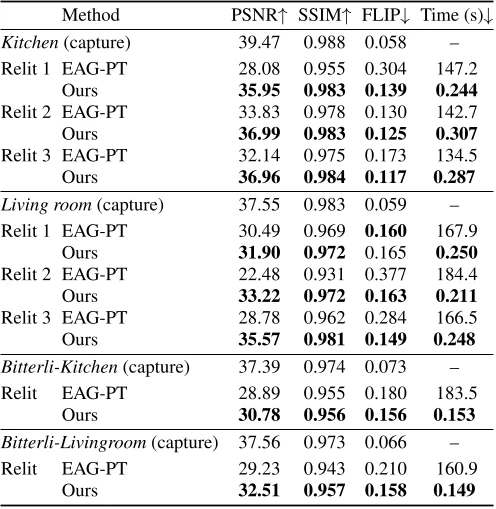 Method PSNR↑ SSIM↑ FLIP↓ Time (s)↓
Kitchen (capture) 39.47 0.988 0.058 –
Relit 1 EAG-PT 28.08 0.955 0.304 147.2
Ours 35.95 0.983 0.139 0.244
Relit 2 EAG-PT 33.83 0.978 0.130 142.7
Ours 36.99 0.983 0.125 0.307
Relit 3 EAG-PT 32.14 0.975 0.173 134.5
Ours 36.96 0.984 0.117 0.287
Living room (capture) 37.55 0.983 0.059 –
Relit 1 EAG-PT 30.49 0.969 0.160 167.9
Ours 31.90 0.972 0.165 0.250
Relit 2 EAG-PT 22.48 0.931 0.377 184.4
Ours 33.22 0.972 0.163 0.211
Relit 3 EAG-PT 28.78 0.962 0.284 166.5
Ours 35.57 0.981 0.149 0.248
Bitterli-Kitchen (capture) 37.39 0.974 0.073 –
Relit EAG-PT 28.89 0.955 0.180 183.5
Ours 30.78 0.956 0.156 0.153
Bitterli-Livingroom (capture) 37.56 0.973 0.066 –
Relit EAG-PT 29.23 0.943 0.210 160.9
Ours 32.51 0.957 0.158 0.149